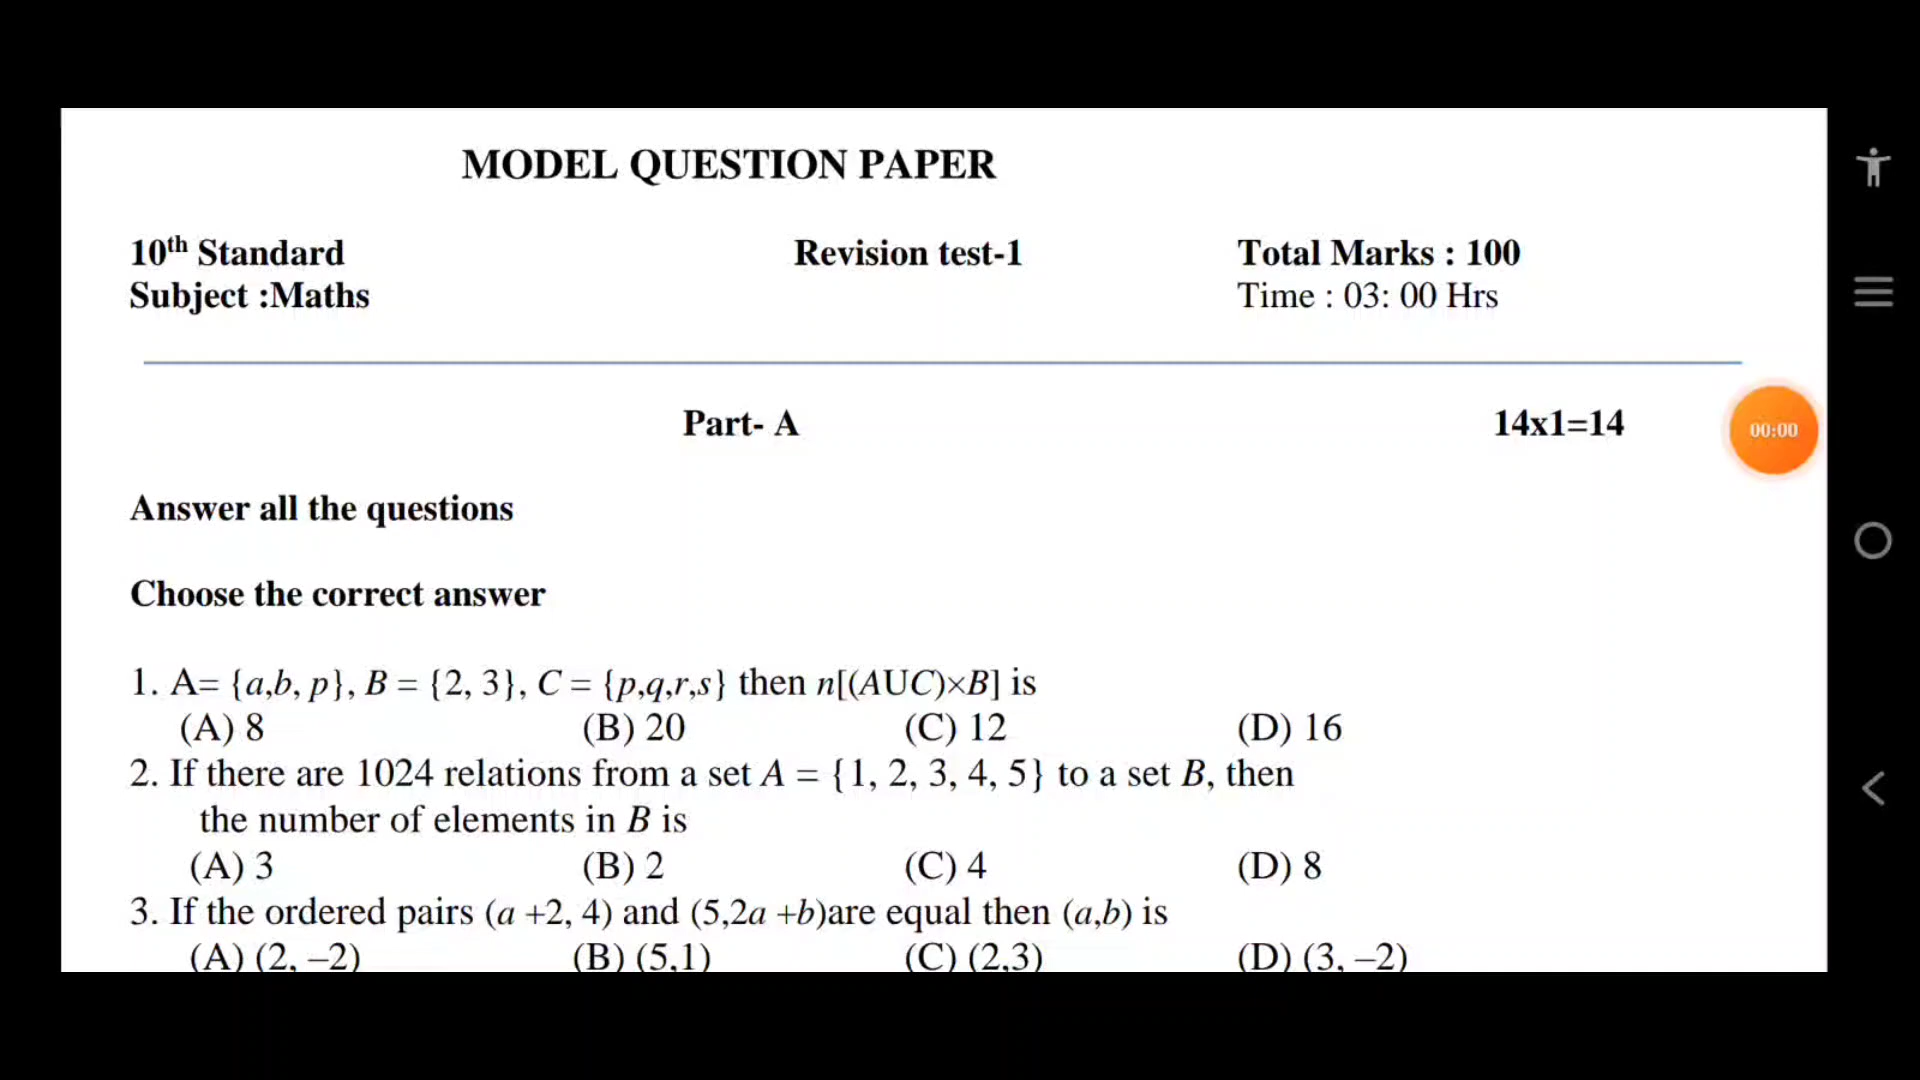 MODEL QUESTION PAPER
10th Standard Revision test-1 Total Marks : 100
Subject :Maths Time : 03: 00 Hrs
Part- A 14x1=14
00:00
Answer all the questions
Choose the correct answer
1. A= {a,b, p}, B = {2, 3}, C = {p,q,r,s} then n[(AUC)×B] is
(A) 8 (B) 20 (C) 12 (D) 16
2. If there are 1024 relations from a set A = {1, 2, 3, 4, 5} to a set B, then
the number of elements in B is
(A) 3 (B) 2 (C) 4 (D) 8
3. If the ordered pairs (a +2, 4) and (5,2a +b)are equal then (a,b) is
(A) (2, –2) (B) (5,1) (C) (2,3) (D) (3, –2)